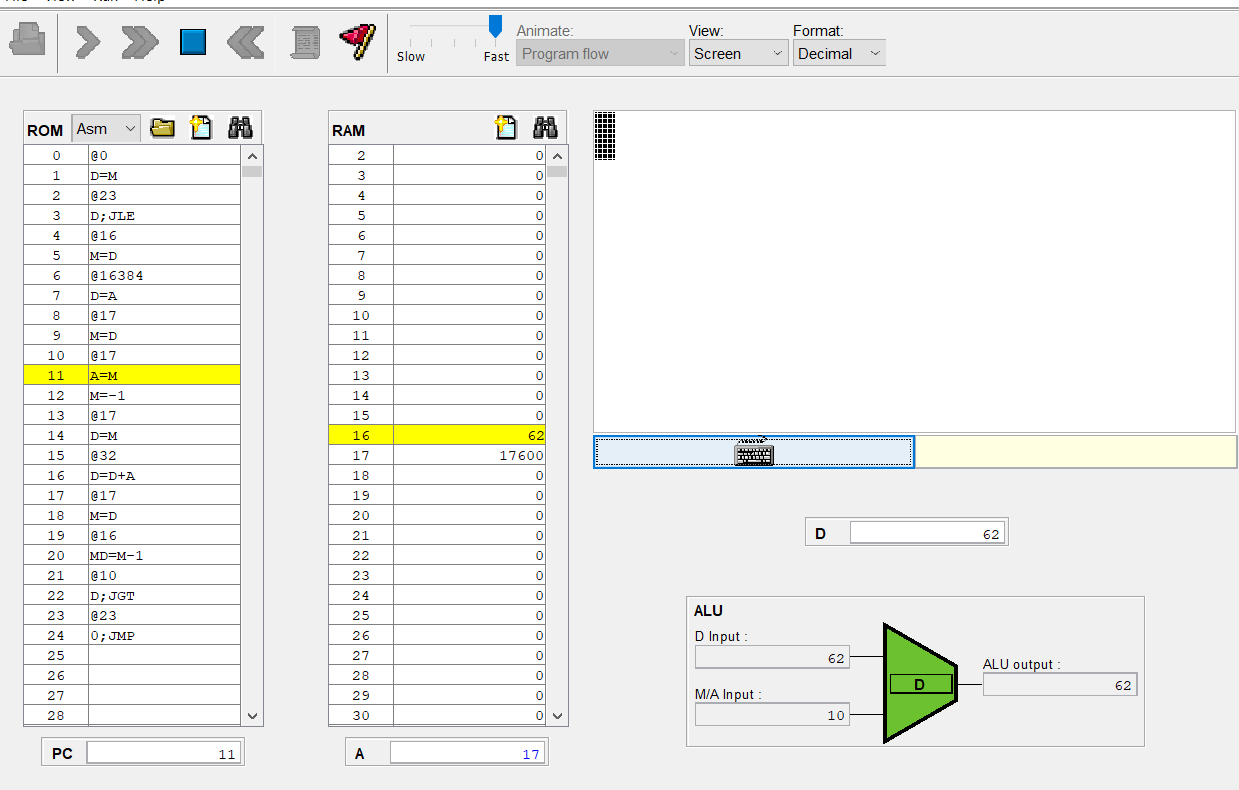 Animate:
View:
Format:
Slow
Fast
Program flow
Screen
Decimal
ROM
Asm
0 @0
1 D=M
2 @23
3 D;JLE
4 @16
5 M=D
6 @16384
7 D=A
8 @17
9 M=D
10 @17
11 A=M
12 M=-1
13 @17
14 D=M
15 @32
16 D=D+A
17 @17
18 M=D
19 @16
20 MD=M-1
21 @10
22 D;JGT
23 @23
24 0;JMP
25
26
27
28
PC 11
RAM
2 0
3 0
4 0
5 0
6 0
7 0
8 0
9 0
10 0
11 0
12 0
13 0
14 0
15 0
16 62
17 17600
18 0
19 0
20 0
21 0
22 0
23 0
24 0
25 0
26 0
27 0
28 0
29 0
30 0
A 17
D 62
ALU
D Input :
62
M/A Input :
10
D
ALU output :
62